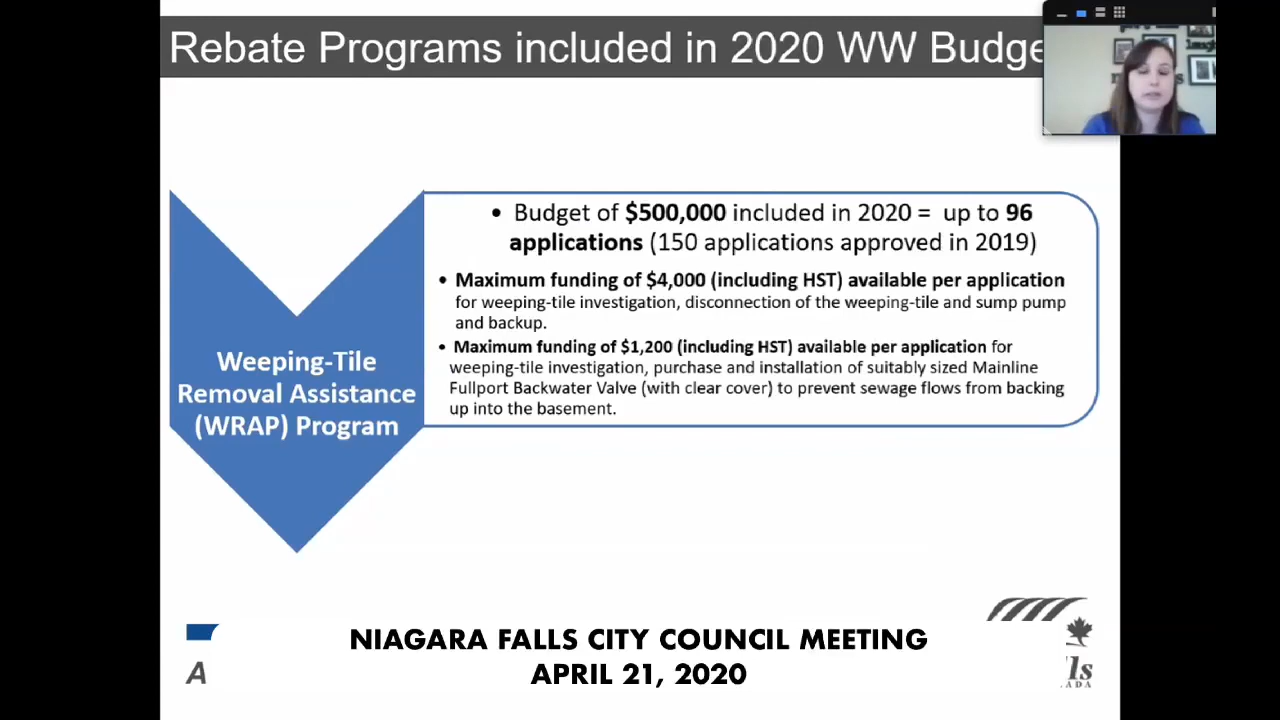 Rebate Programs included in 2020 WW Budge
• Budget of $500,000 included in 2020 = up to 96
applications (150 applications approved in 2019)
• Maximum funding of $4,000 (including HST) available per application
for weeping-tile investigation, disconnection of the weeping-tile and sump pump
and backup.
• Maximum funding of $1,200 (including HST) available per application for
weeping-tile investigation, purchase and installation of suitably sized Mainline
Fullport Backwater Valve (with clear cover) to prevent sewage flows from backing
up into the basement.
Weeping-Tile
Removal Assistance
(WRAP) Program
NIAGARA FALLS CITY COUNCIL MEETING
APRIL 21, 2020
A
lls
ADA